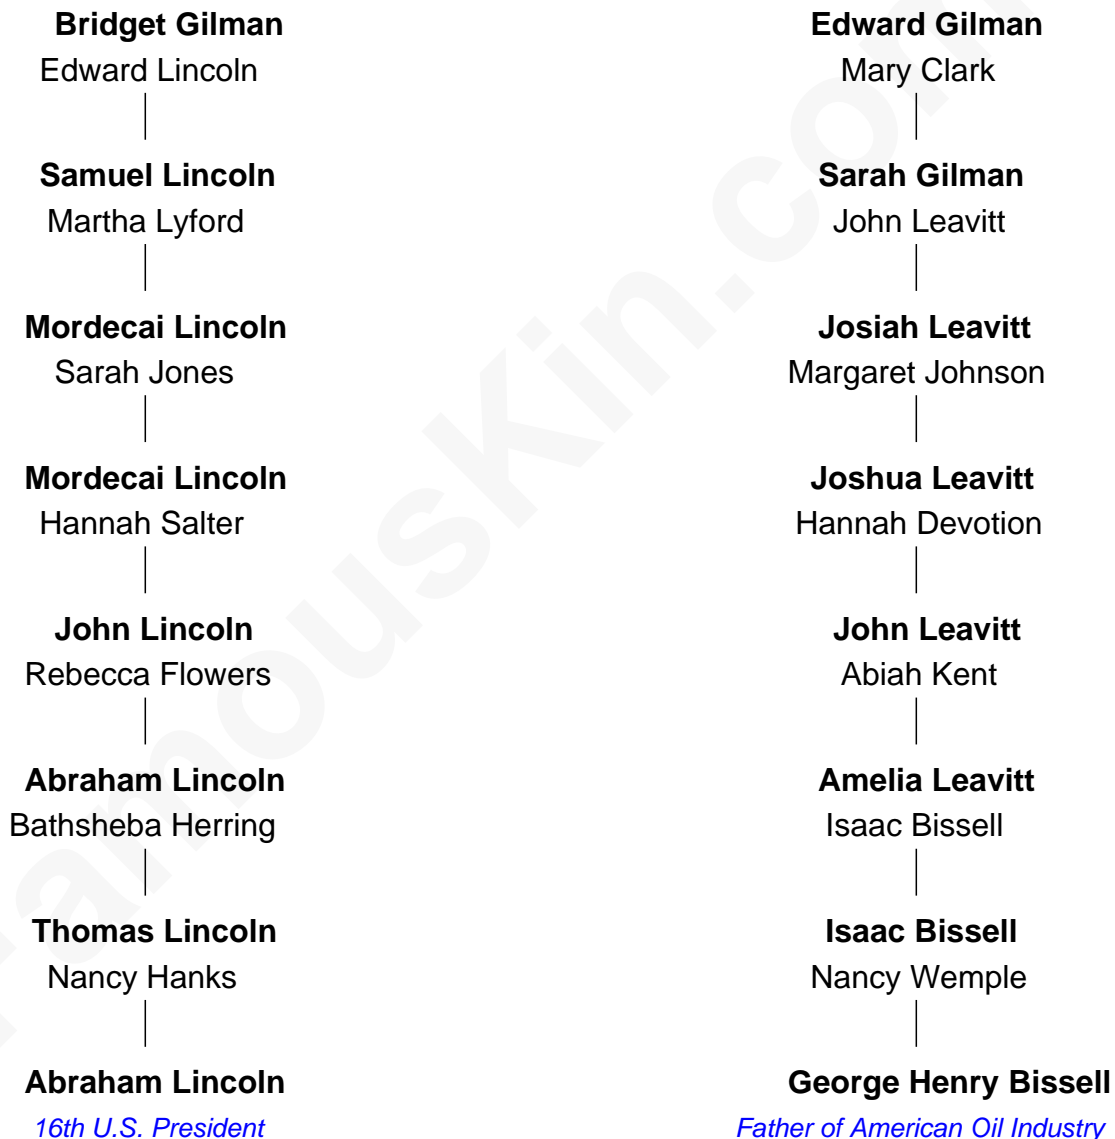 Bridget Gilman
Edward Lincoln
Samuel Lincoln
Martha Lyford
Mordecai Lincoln
Sarah Jones
Mordecai Lincoln
Hannah Salter
John Lincoln
Rebecca Flowers
Abraham Lincoln
Bathsheba Herring
Thomas Lincoln
Nancy Hanks
Abraham Lincoln
16th U.S. President
Edward Gilman
Mary Clark
Sarah Gilman
John Leavitt
Josiah Leavitt
Margaret Johnson
Joshua Leavitt
Hannah Devotion
John Leavitt
Abiah Kent
Amelia Leavitt
Isaac Bissell
Isaac Bissell
Nancy Wemple
George Henry Bissell
Father of American Oil Industry
FamousKin.com